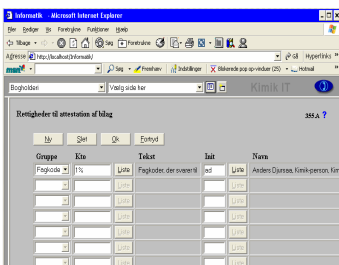 Informatik - Microsoft Internet Explorer
Filer Rediger Vis Foretrukne Funktioner Hjælp
Tilbage Søg Foretrukne
Adresse http://localhost/Informatik/ Gå Hyperlinks »
msn Søg Fremhæv Indstillinger Blokerede pop op-vinduer (25) Hotmail »
Bogholderi Vælg side her Kimik IT
Rettigheder til attestation af bilag 355.A ?
Ny Slet Ok Fortryd
Gruppe Kto Tekst Init Navn
Fagkode 1% Liste Fagkoder, der svarer til ad Liste Anders Djursaa, Kimik-person, Kim
Liste Liste
Liste Liste
Liste Liste
Liste Liste
Liste Liste